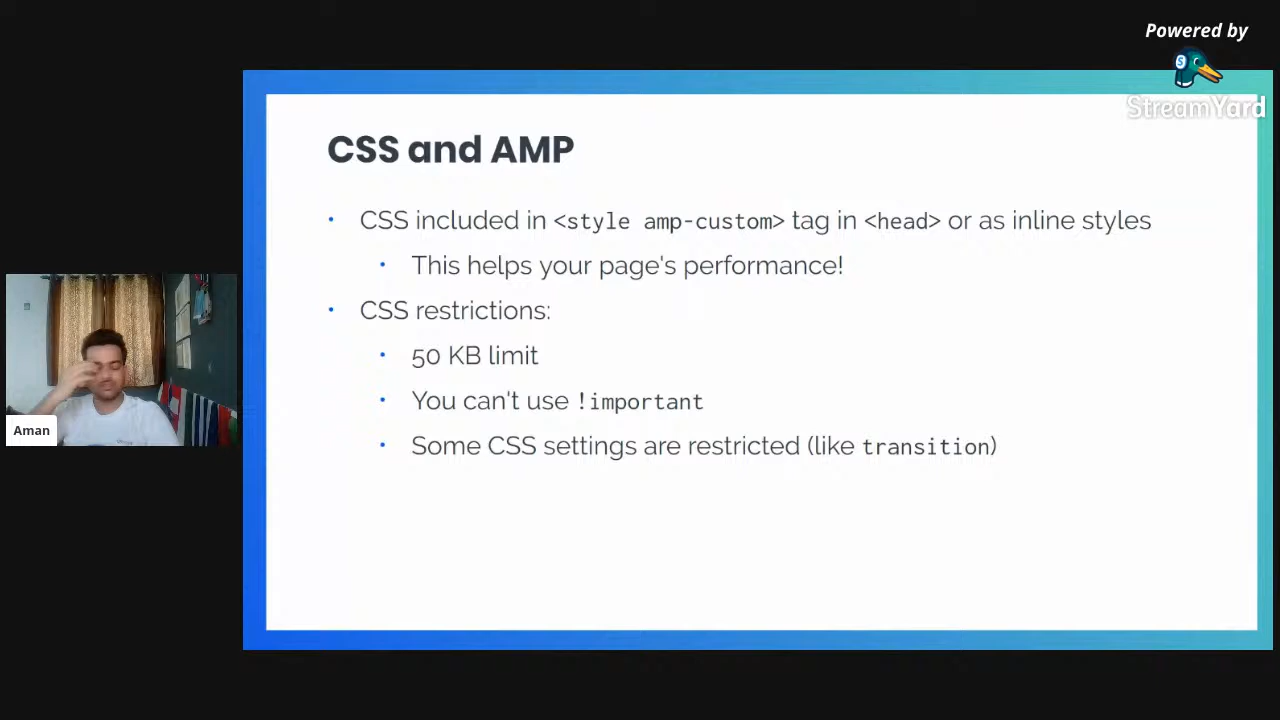 Powered by
StreamYard
CSS and AMP
• CSS included in <style amp-custom> tag in <head> or as inline styles
• This helps your page's performance!
• CSS restrictions:
• 50 KB limit
• You can't use !important
• Some CSS settings are restricted (like transition)
Aman